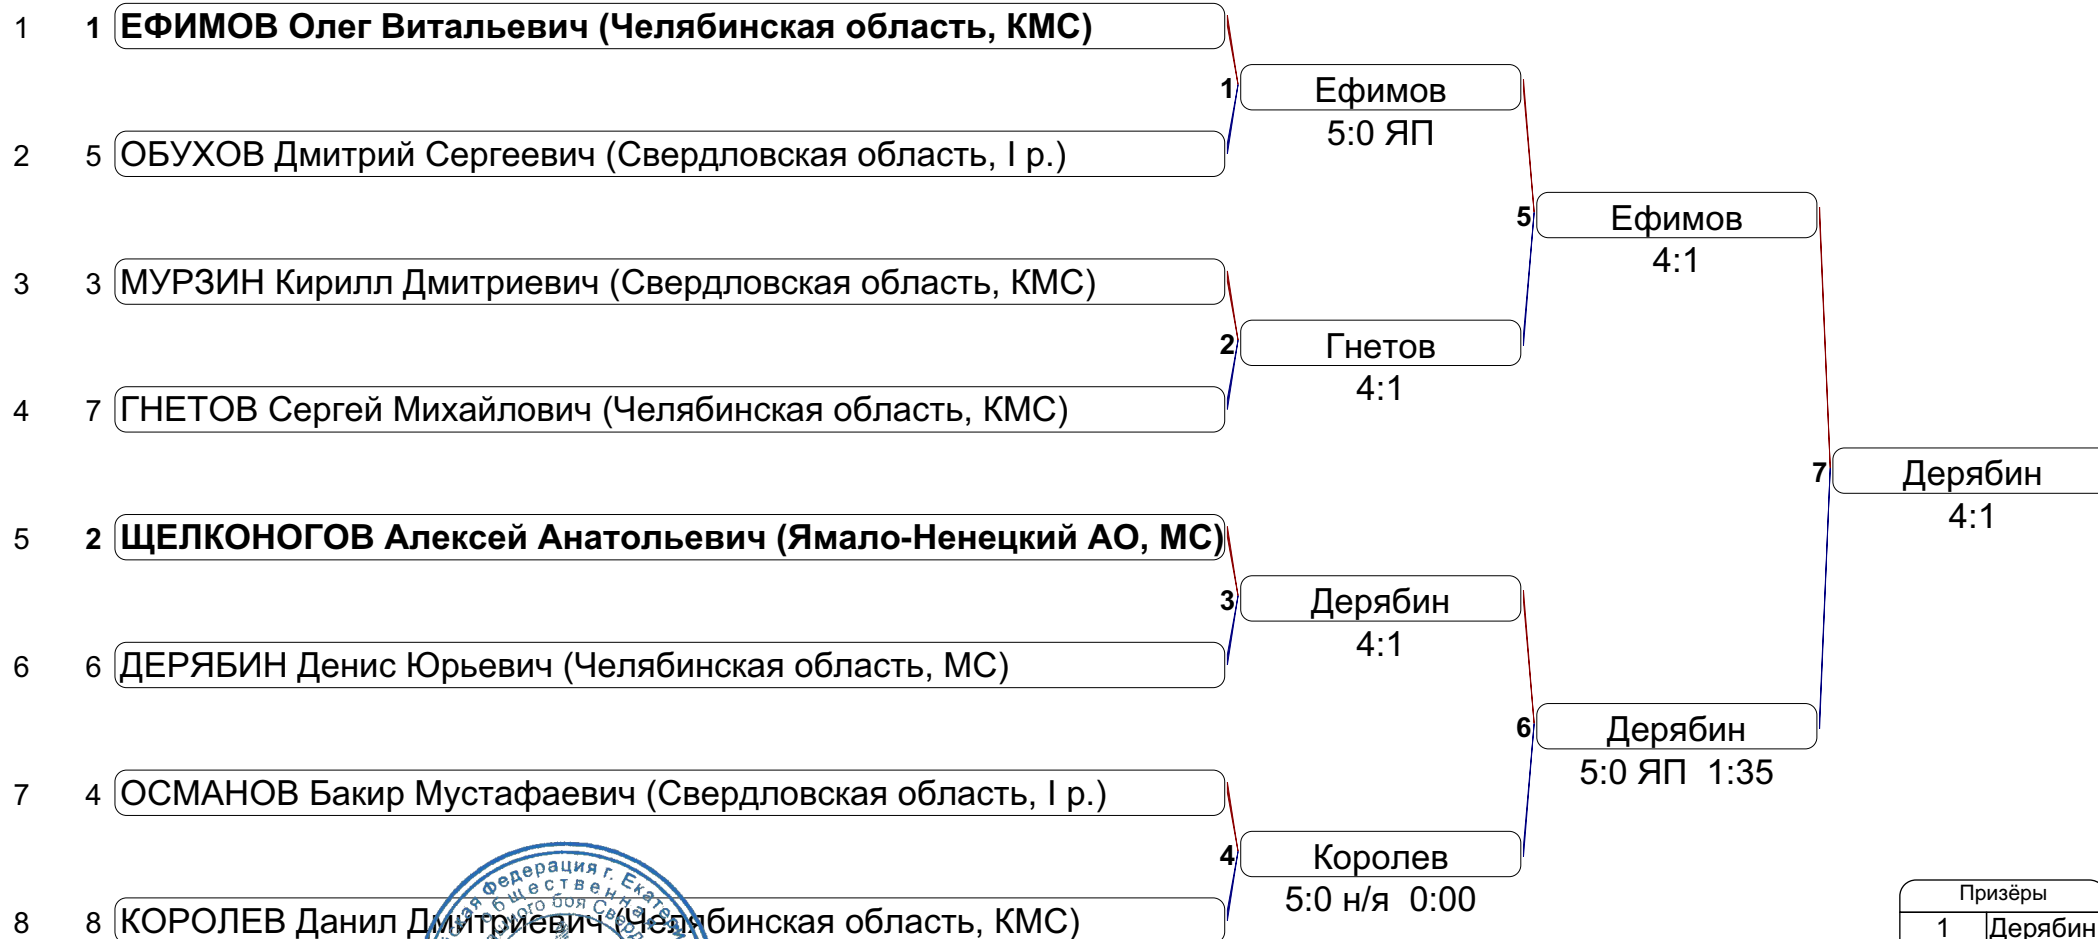 1 1 ЕФИМОВ Олег Витальевич (Челябинская область, КМС)
1 Ефимов
5:0 ЯП
2 5 ОБУХОВ Дмитрий Сергеевич (Свердловская область, I р.)
5 Ефимов
4:1
3 3 МУРЗИН Кирилл Дмитриевич (Свердловская область, КМС)
2 Гнетов
4:1
4 7 ГНЕТОВ Сергей Михайлович (Челябинская область, КМС)
7 Дерябин
4:1
5 2 ЩЕЛКОНОГОВ Алексей Анатольевич (Ямало-Ненецкий АО, МС)
3 Дерябин
4:1
6 6 ДЕРЯБИН Денис Юрьевич (Челябинская область, МС)
6 Дерябин
5:0 ЯП 1:35
7 4 ОСМАНОВ Бакир Мустафаевич (Свердловская область, I р.)
4 Королев
5:0 н/я 0:00
8 8 КОРОЛЕВ Данил Дмитриевич (Челябинская область, КМС)
Призёры
1 Дерябин
федерация г.